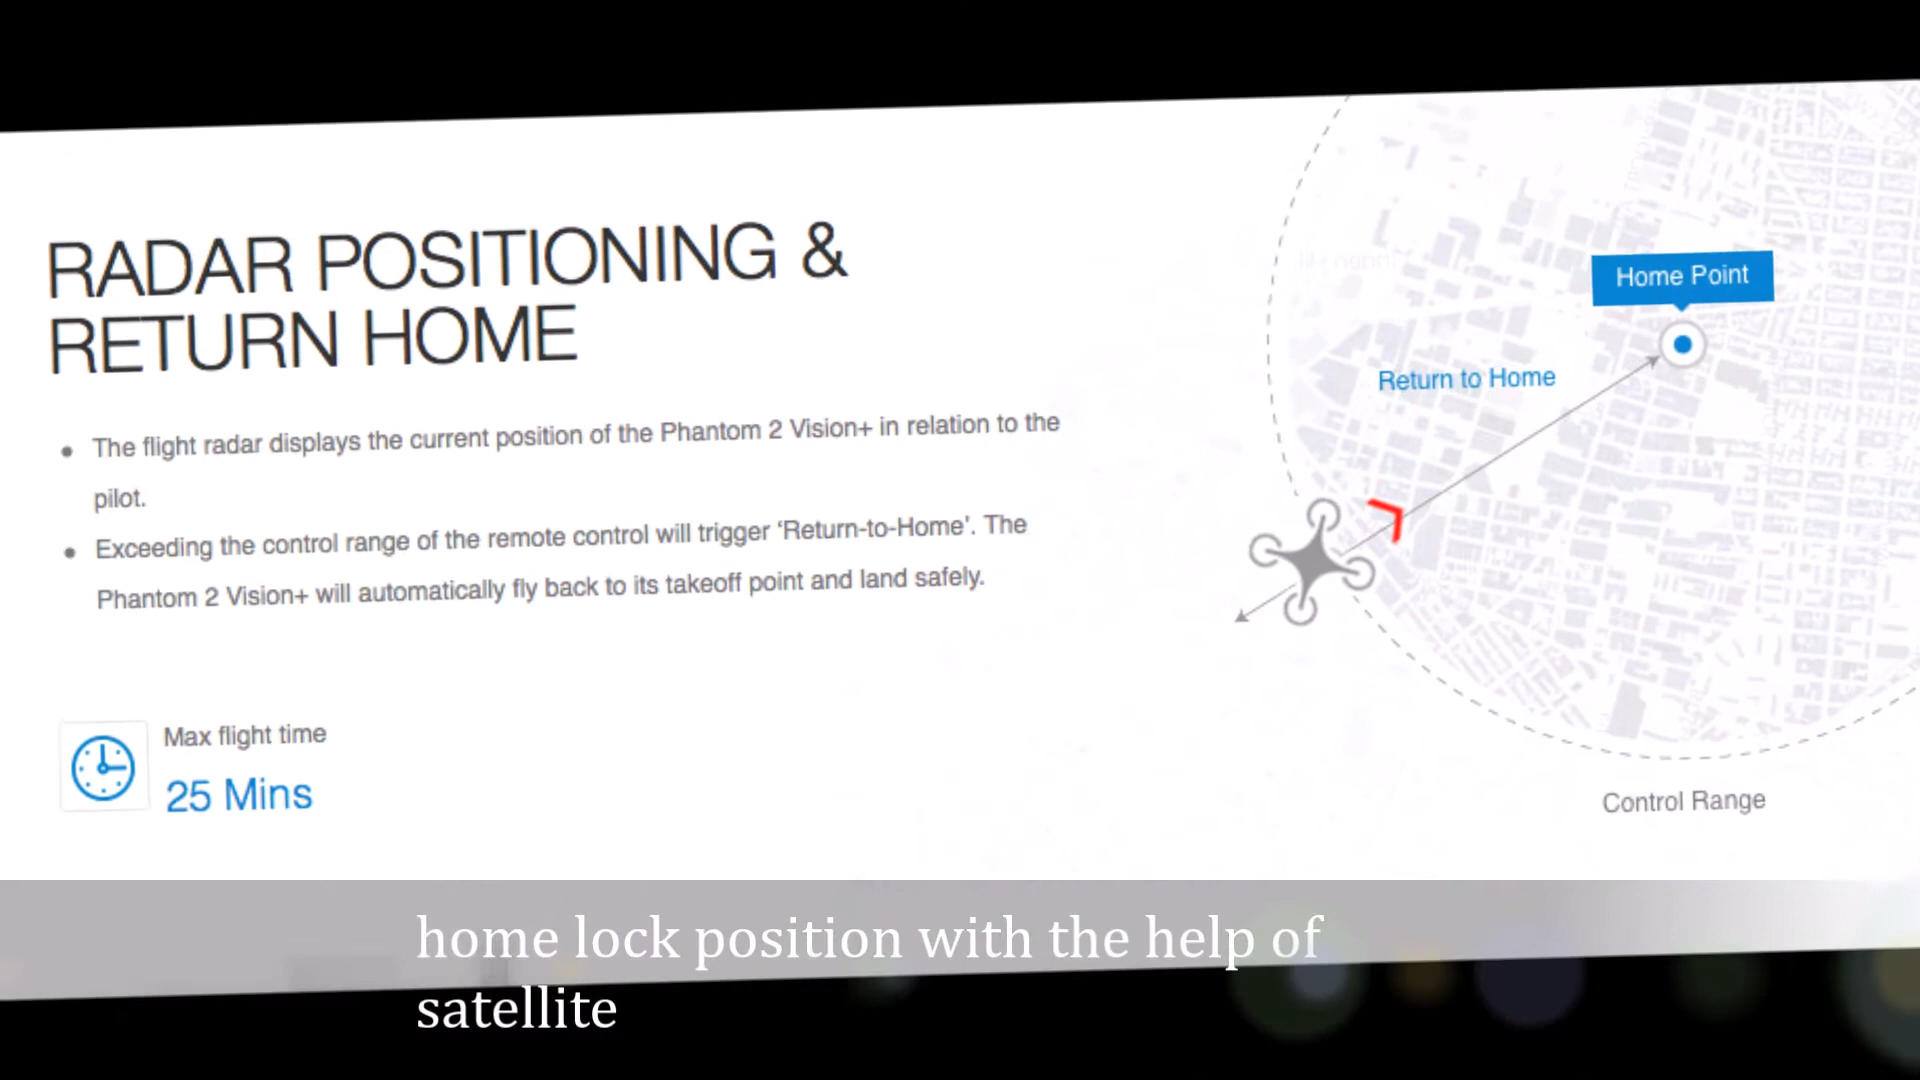 RADAR POSITIONING &
RETURN HOME
• The flight radar displays the current position of the Phantom 2 Vision+ in relation to the
pilot.
• Exceeding the control range of the remote control will trigger ‘Return-to-Home’. The
Phantom 2 Vision+ will automatically fly back to its takeoff point and land safely.
Max flight time
25 Mins
Home Point
Return to Home
Control Range
home lock position with the help of
satellite